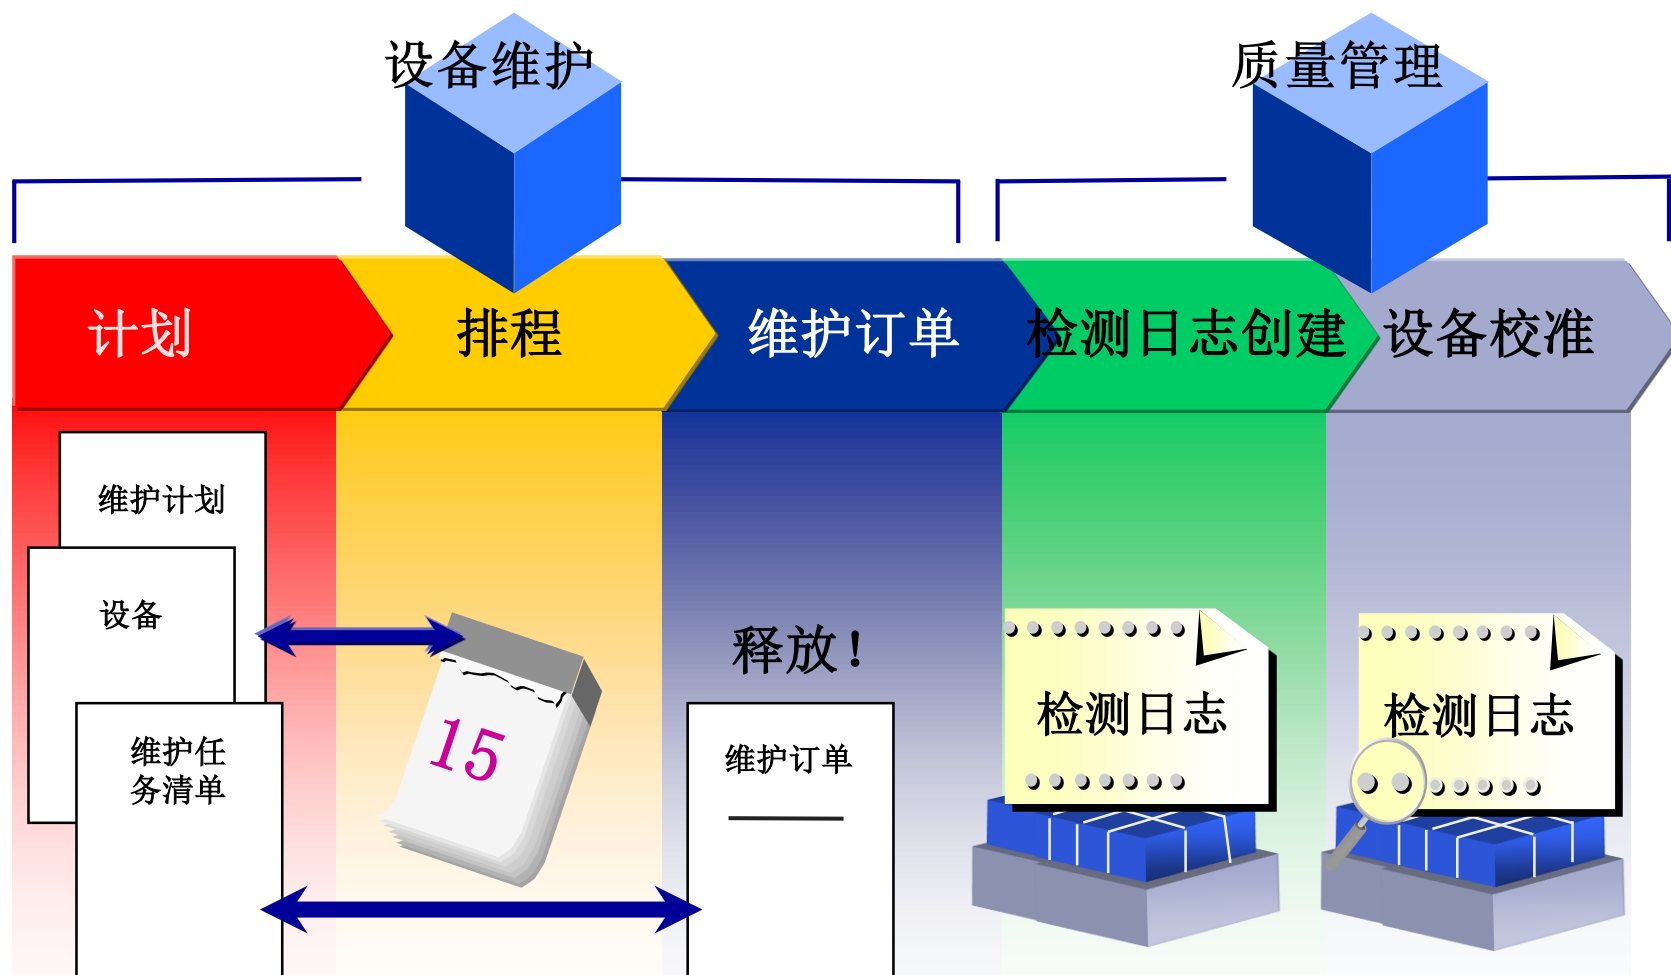 设备维护
质量管理
计划
排程
维护订单
检测日志创建
设备校准
维护计划
设备
维护任
务清单
15
释放！
维护订单
检测日志
检测日志